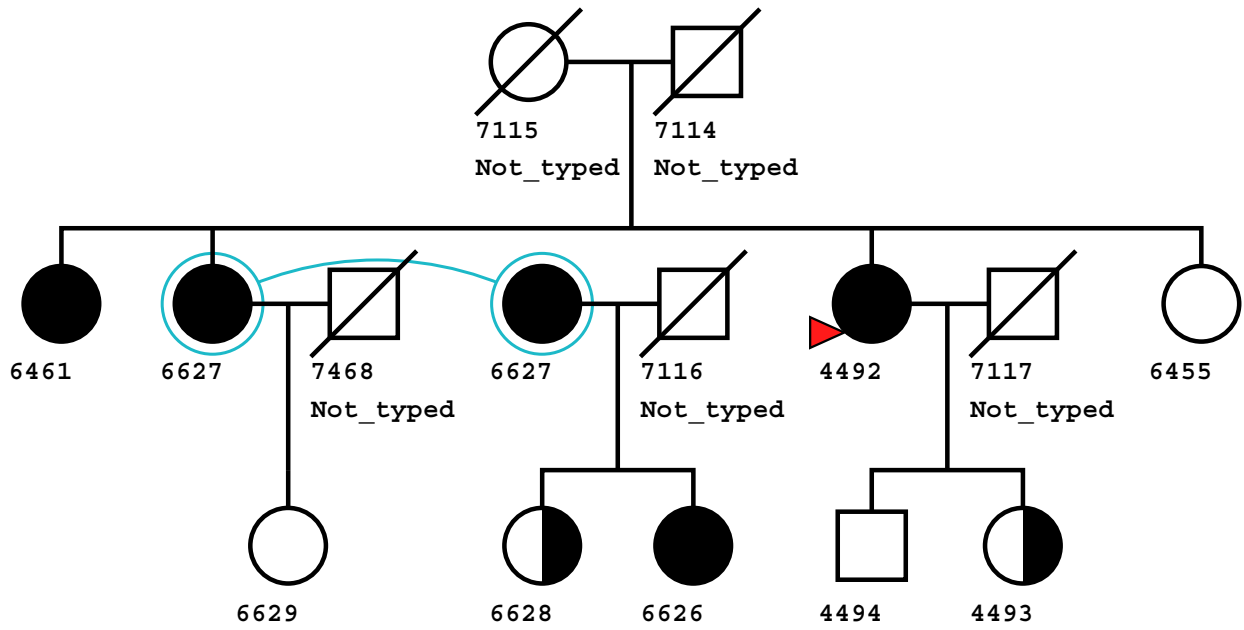 7115 7114
Not_typed Not_typed
6461 6627 7468 6627 7116 4492 7117 6455
Not_typed Not_typed Not_typed
6629 6628 6626 4494 4493